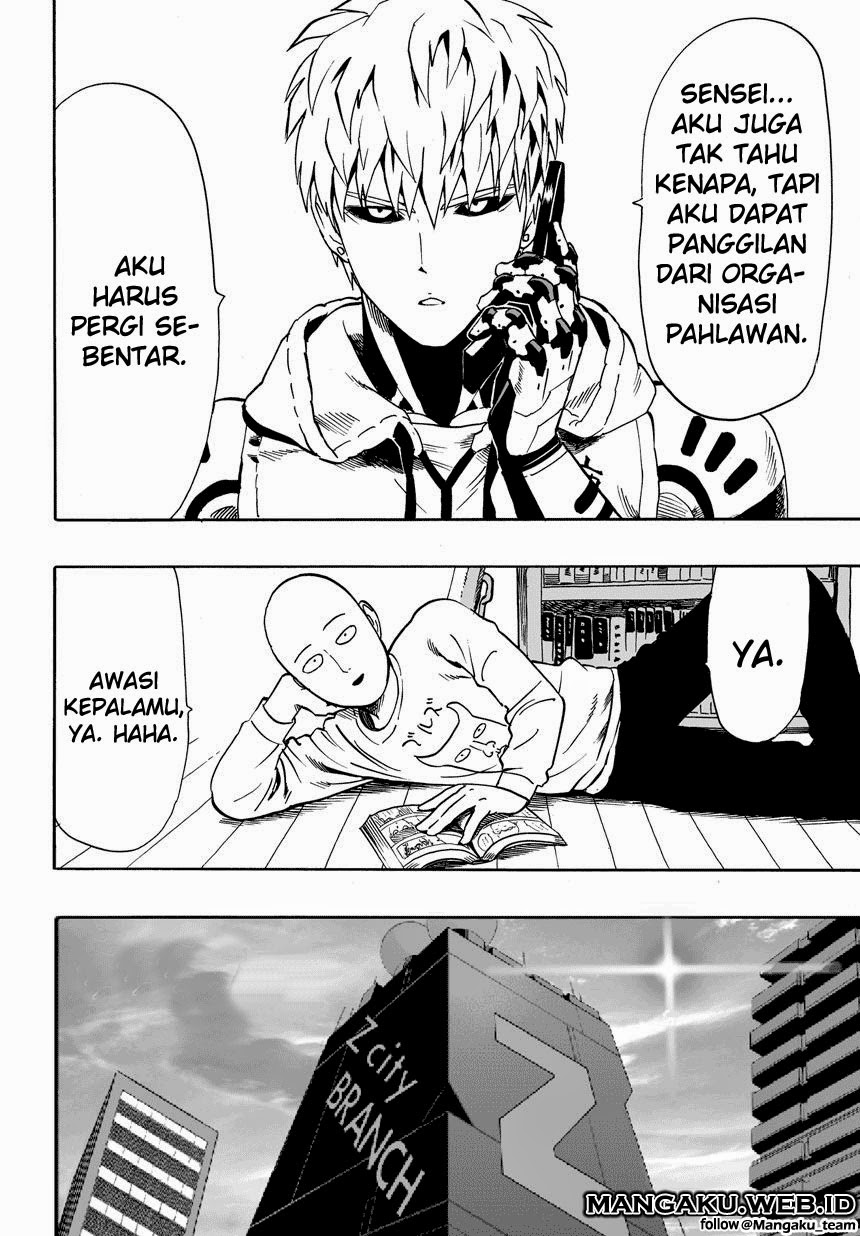 SENSEI...
AKU JUGA
TAK TAHU
KENAPA, TAPI
AKU DAPAT
PANGGILAN
DARI ORGA-
NISASI
PAHLAWAN.
AKU
HARUS
PERGI SE-
BENTAR.
YA.
AWASI
KEPALAMU,
YA. HAHA.
Z city
BRANCH
Z
MANGAKU.WEB.ID
follow @Mangaku_team